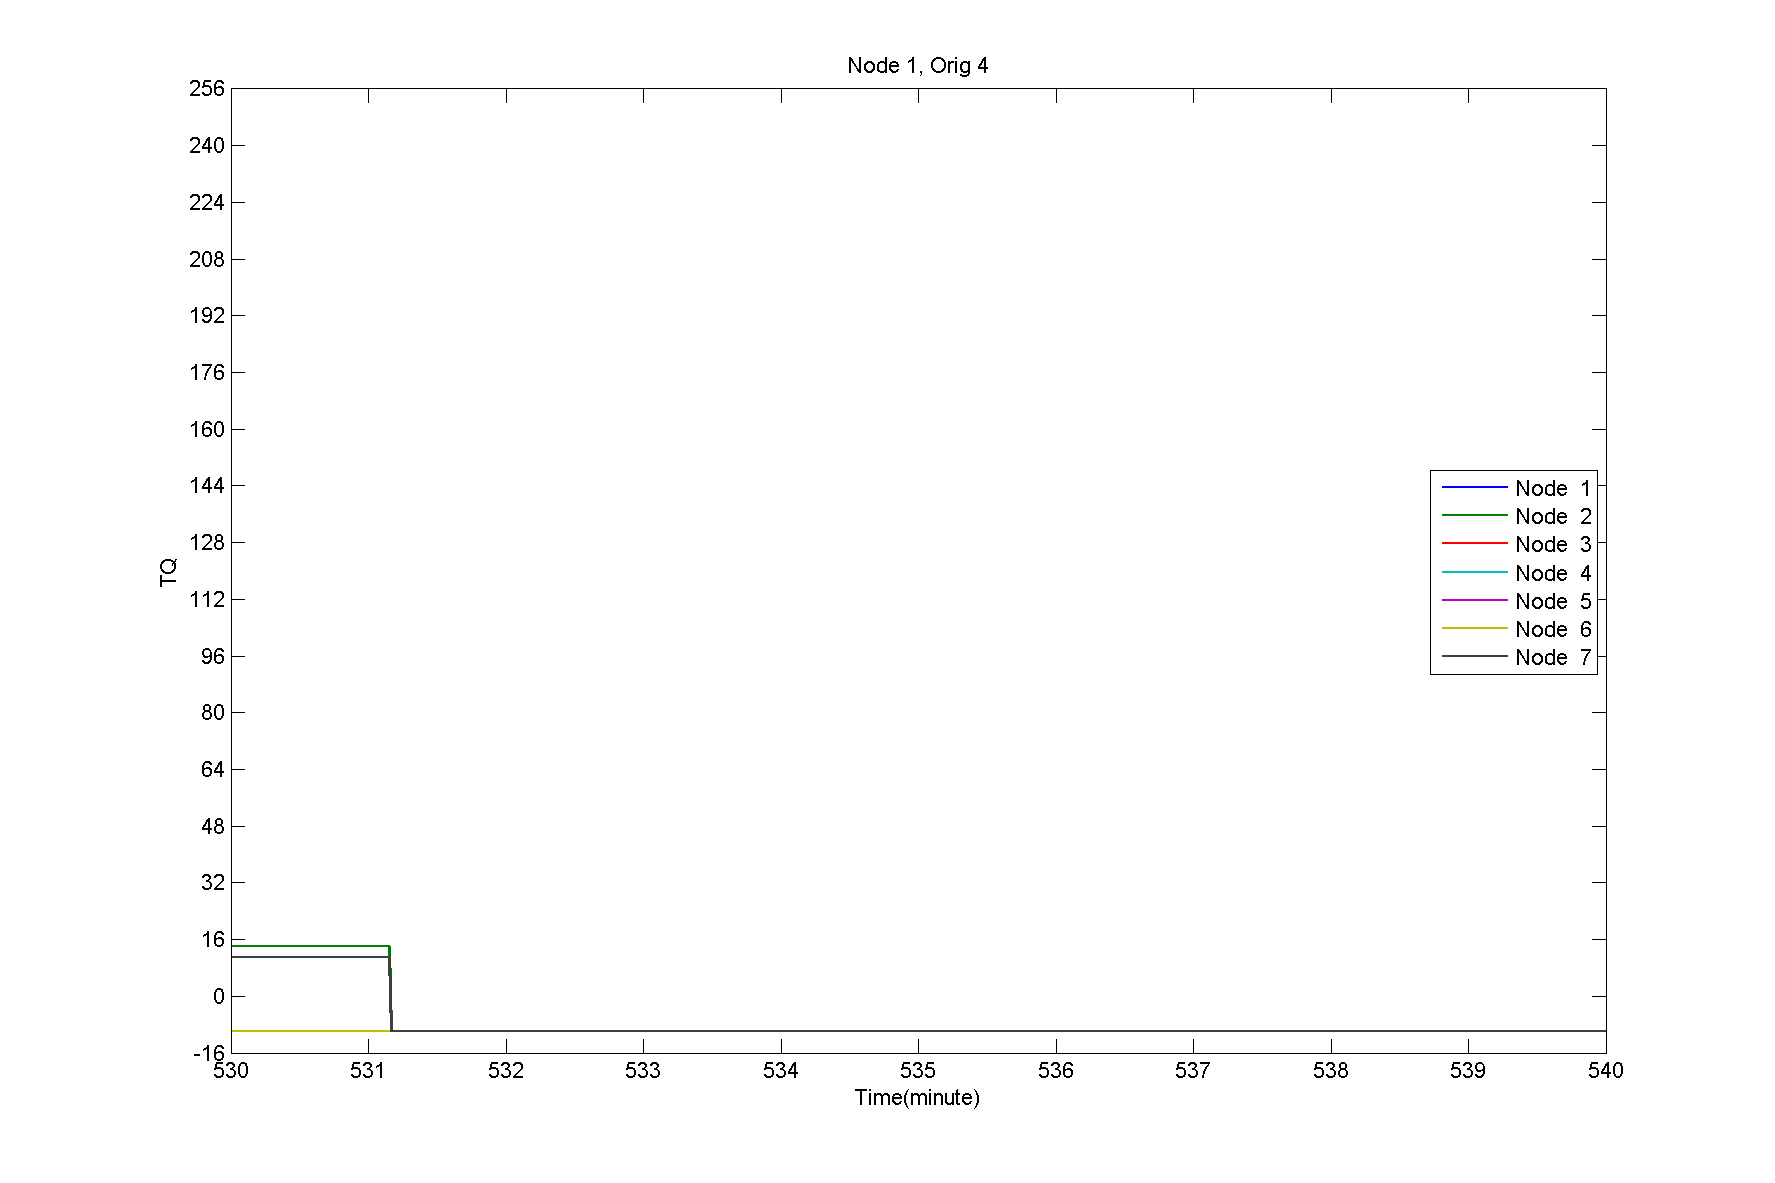 Node 1, Orig 4
256
240
224
208
192
176
160
144
128
112
96
80
64
48
32
16
0
-16
TQ
Node 1
Node 2
Node 3
Node 4
Node 5
Node 6
Node 7
530 531 532 533 534 535 536 537 538 539 540
Time(minute)